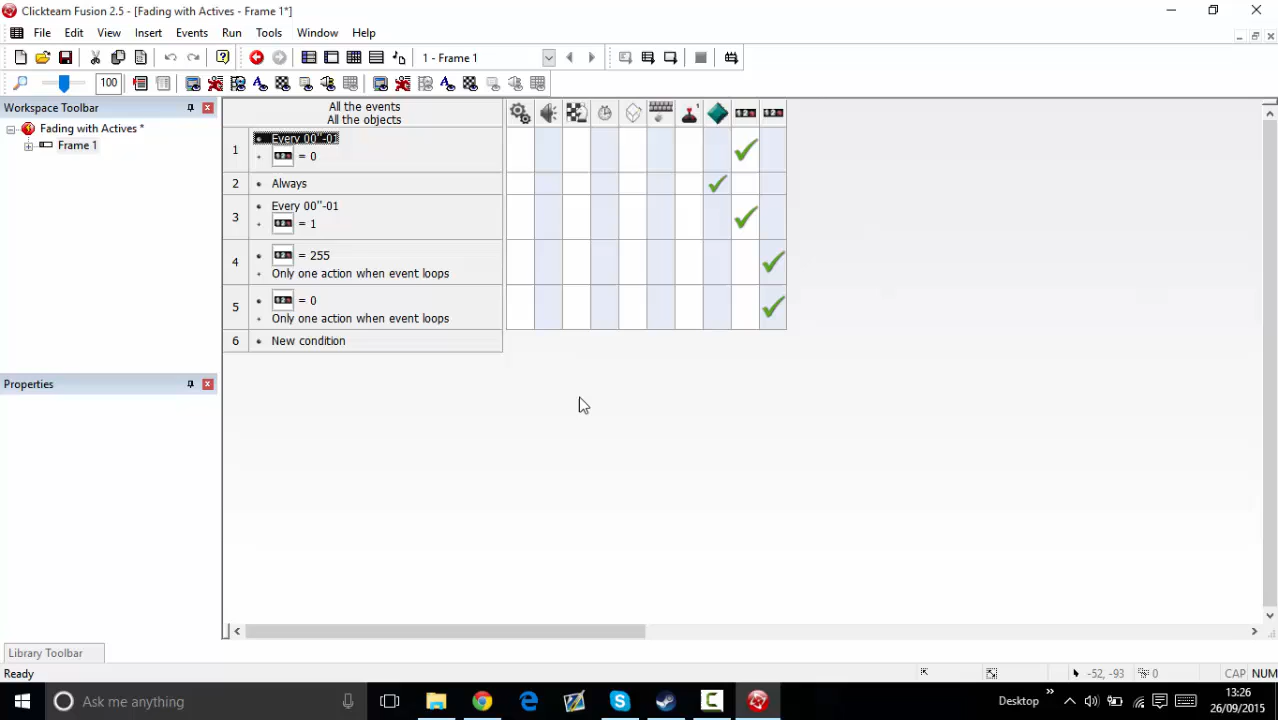 Clickteam Fusion 2.5 - [Fading with Actives - Frame 1*]
File Edit View Insert Events Run Tools Window Help
1 - Frame 1
100
Workspace Toolbar
Fading with Actives *
Frame 1
Properties
Library Toolbar
All the events
All the objects
1
Every 00"-01
= 0
2 Always
3
Every 00"-01
= 1
4
= 255
Only one action when event loops
5
= 0
Only one action when event loops
6 New condition
Ready
-52, -93
0
CAP NUM
Ask me anything
Desktop
13:26
26/09/2015